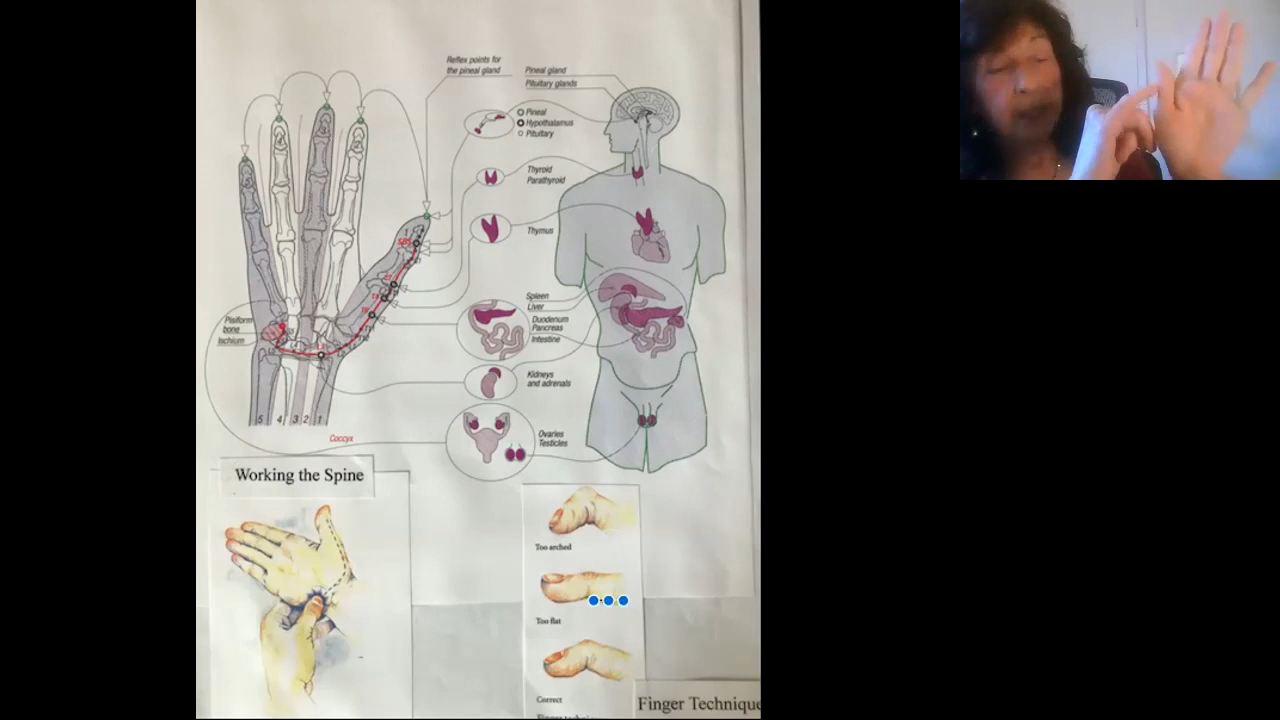 Reflex points for
the pineal gland
Pineal gland
Pituitary glands
Pineal
Hypothalamus
Pituitary
Thyroid
Parathyroid
Thymus
SBS
Spleen
Liver
Duodenum
Pancreas
Intestine
Pisiform
bone
Ischium
Kidneys
and adrenals
5 4 3 2 1
Coccyx
Ovaries
Testicles
Working the Spine
Too arched
Too flat
Correct
Finger Technique